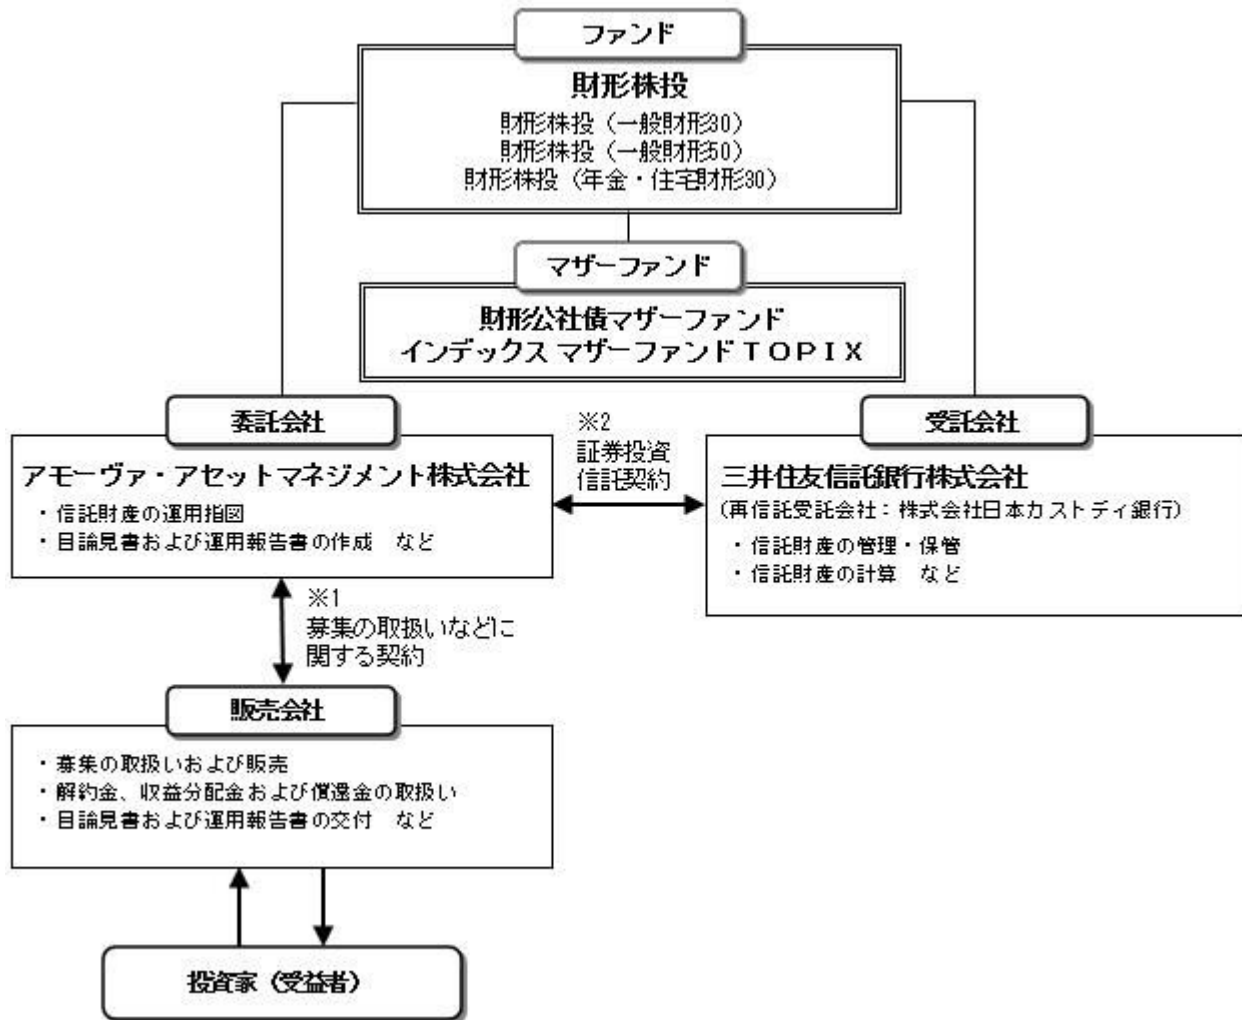 ファンド
財形株投
財形株投（一般財形30）
財形株投（一般財形50）
財形株投（年金・住宅財形30）
マザーファンド
財形公社債マザーファンド
インデックス マザーファンドＴＯＰＩＸ
委託会社
アモーヴァ・アセットマネジメント株式会社
・信託財産の運用指図
・目論見書および運用報告書の作成　など
※2
証券投資
信託契約
受託会社
三井住友信託銀行株式会社
（再信託受託会社：株式会社日本カストディ銀行）
・信託財産の管理・保管
・信託財産の計算　など
※1
募集の取扱いなどに
関する契約
販売会社
・募集の取扱いおよび販売
・解約金、収益分配金および償還金の取扱い
・目論見書および運用報告書の交付　など
投資家（受益者）